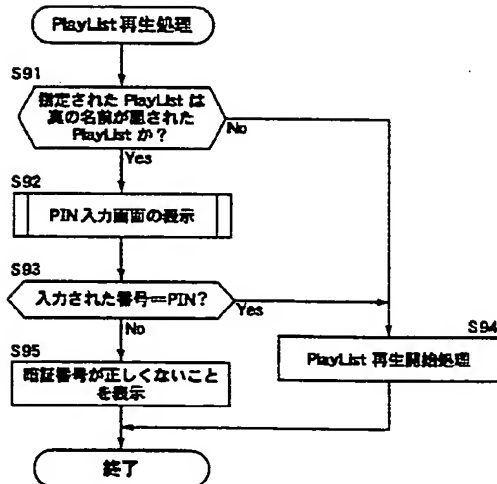 PlayList 再生処理
S91
指定された PlayList は
真の名前が隠された
PlayList か？
No
Yes
S92
PIN 入力画面の表示
S93
入力された番号＝PIN？
Yes
No
S94
S95
PlayList 再生開始処理
暗証番号が正しくないこと
を表示
終了